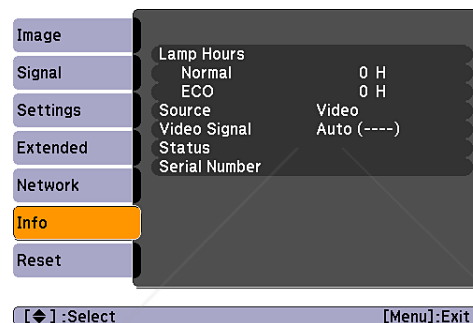 Image
Signal
Settings
Extended
Network
Info
Reset
Lamp Hours
Normal 0 H
ECO 0 H
Source Video
Video Signal Auto (----)
Status
Serial Number
[◆] :Select [Menu]:Exit